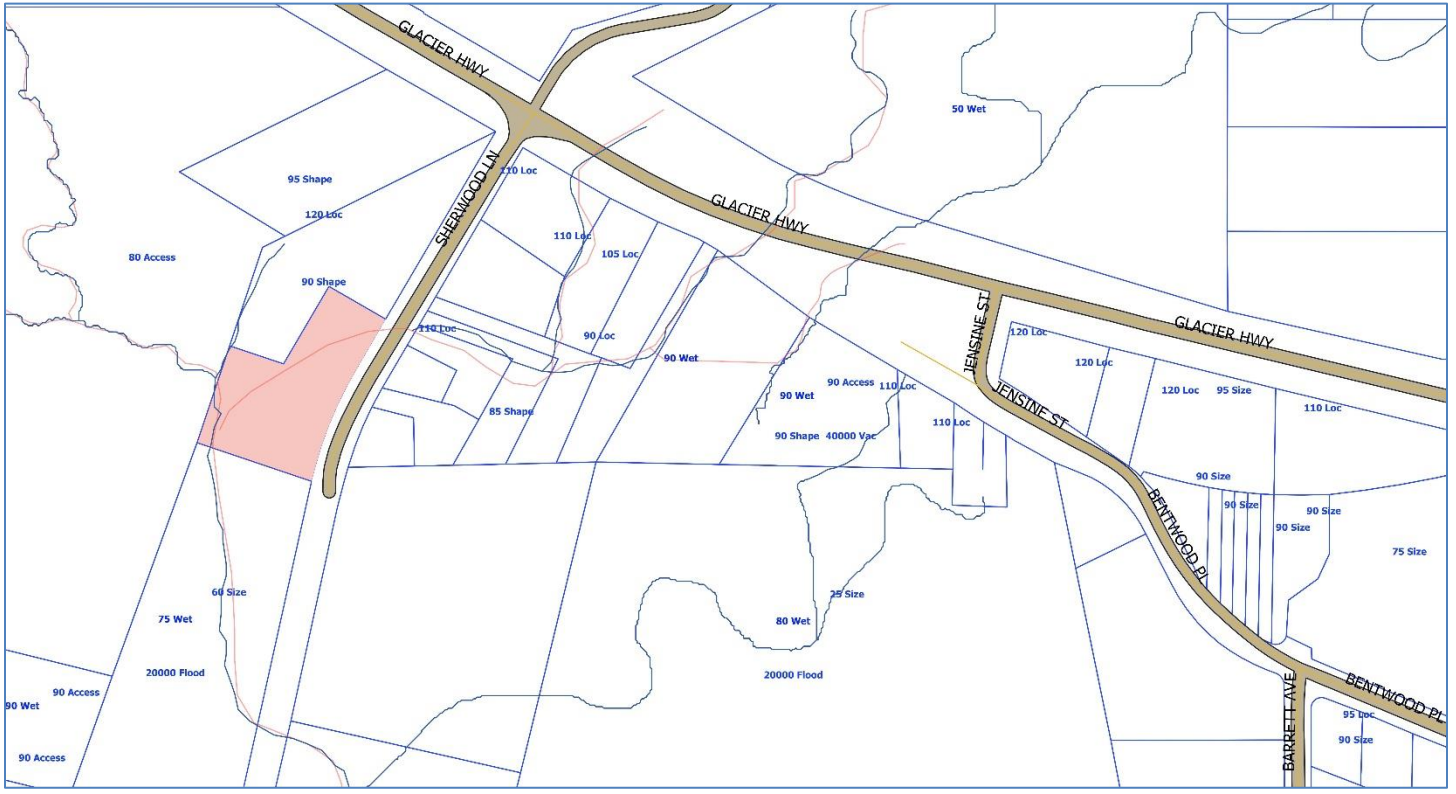 GLACIER HWY
50 Wet
SHERWOOD LN
110 Loc
95 Shape
120 Loc
GLACIER HWY
110 Loc
105 Loc
80 Access
90 Shape
110 Loc
90 Loc
90 Wet
JENSINE ST
120 Loc
GLACIER HWY
120 Loc
90 Access
110 Loc
90 Wet
JENSINE ST
120 Loc
95 Size
110 Loc
85 Shape
110 Loc
90 Shape
40000 Vac
90 Size
BENTWOOD PL
90 Size
90 Size
90 Size
75 Size
60 Size
25 Size
75 Wet
80 Wet
20000 Flood
20000 Flood
90 Access
BENTWOOD PL
90 Wet
BARRETT AVE
95 Loc
90 Size
90 Access